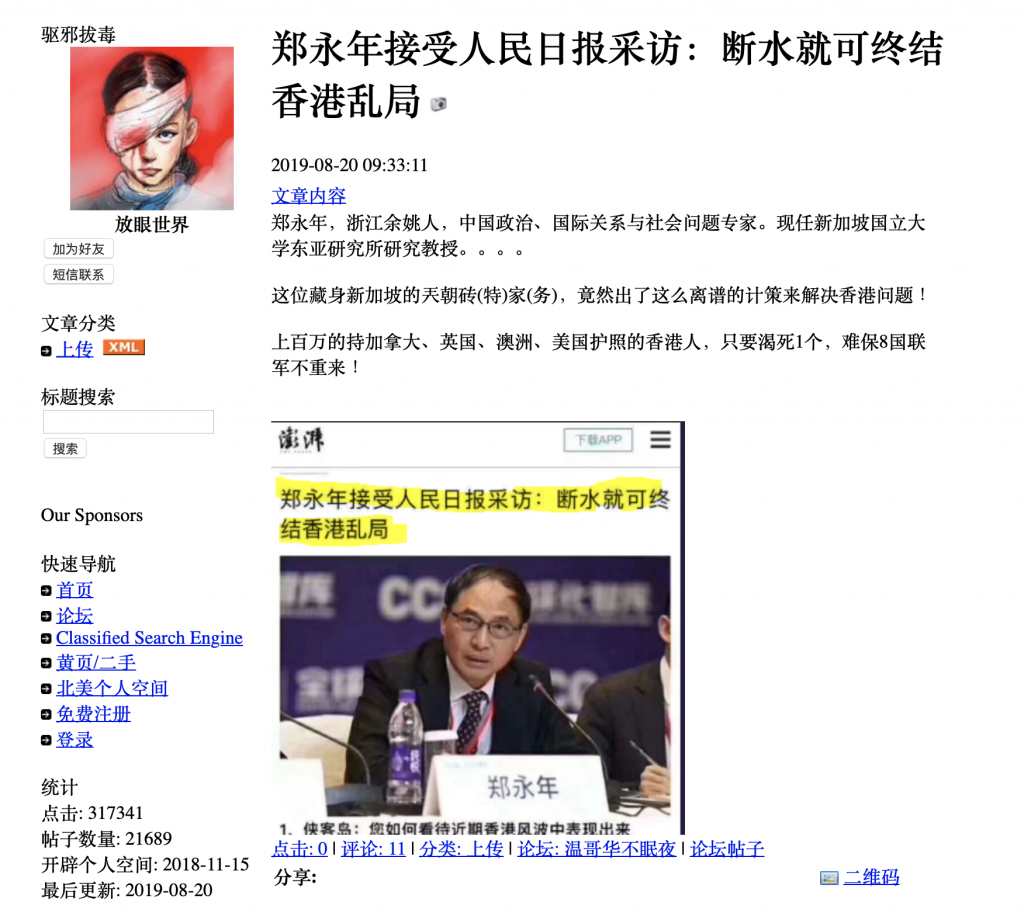 驱邪拔毒
放眼世界
加为好友
短信联系
文章分类
上传 XML
标题搜索
搜索
Our Sponsors
快速导航
首页
论坛
Classified Search Engine
黄页/二手
北美个人空间
免费注册
登录
统计
点击: 317341
帖子数量: 21689
开辟个人空间: 2018-11-15
最后更新: 2019-08-20
郑永年接受人民日报采访：断水就可终结
香港乱局
2019-08-20 09:33:11
文章内容
郑永年，浙江余姚人，中国政治、国际关系与社会问题专家。现任新加坡国立大
学东亚研究所研究教授。。。。
这位藏身新加坡的天朝砖(特)家(务)，竟然出了这么离谱的计策来解决香港问题！
上百万的持加拿大、英国、澳洲、美国护照的香港人，只要渴死1个，难保8国联
军不重来！
澎湃
下载APP
郑永年接受人民日报采访：断水就可终
结香港乱局
郑永年
1、侠客岛：您如何看待近期香港风波中表现出来
点击: 0 | 评论: 11 | 分类: 上传 | 论坛: 温哥华不眠夜 | 论坛帖子
分享:
二维码